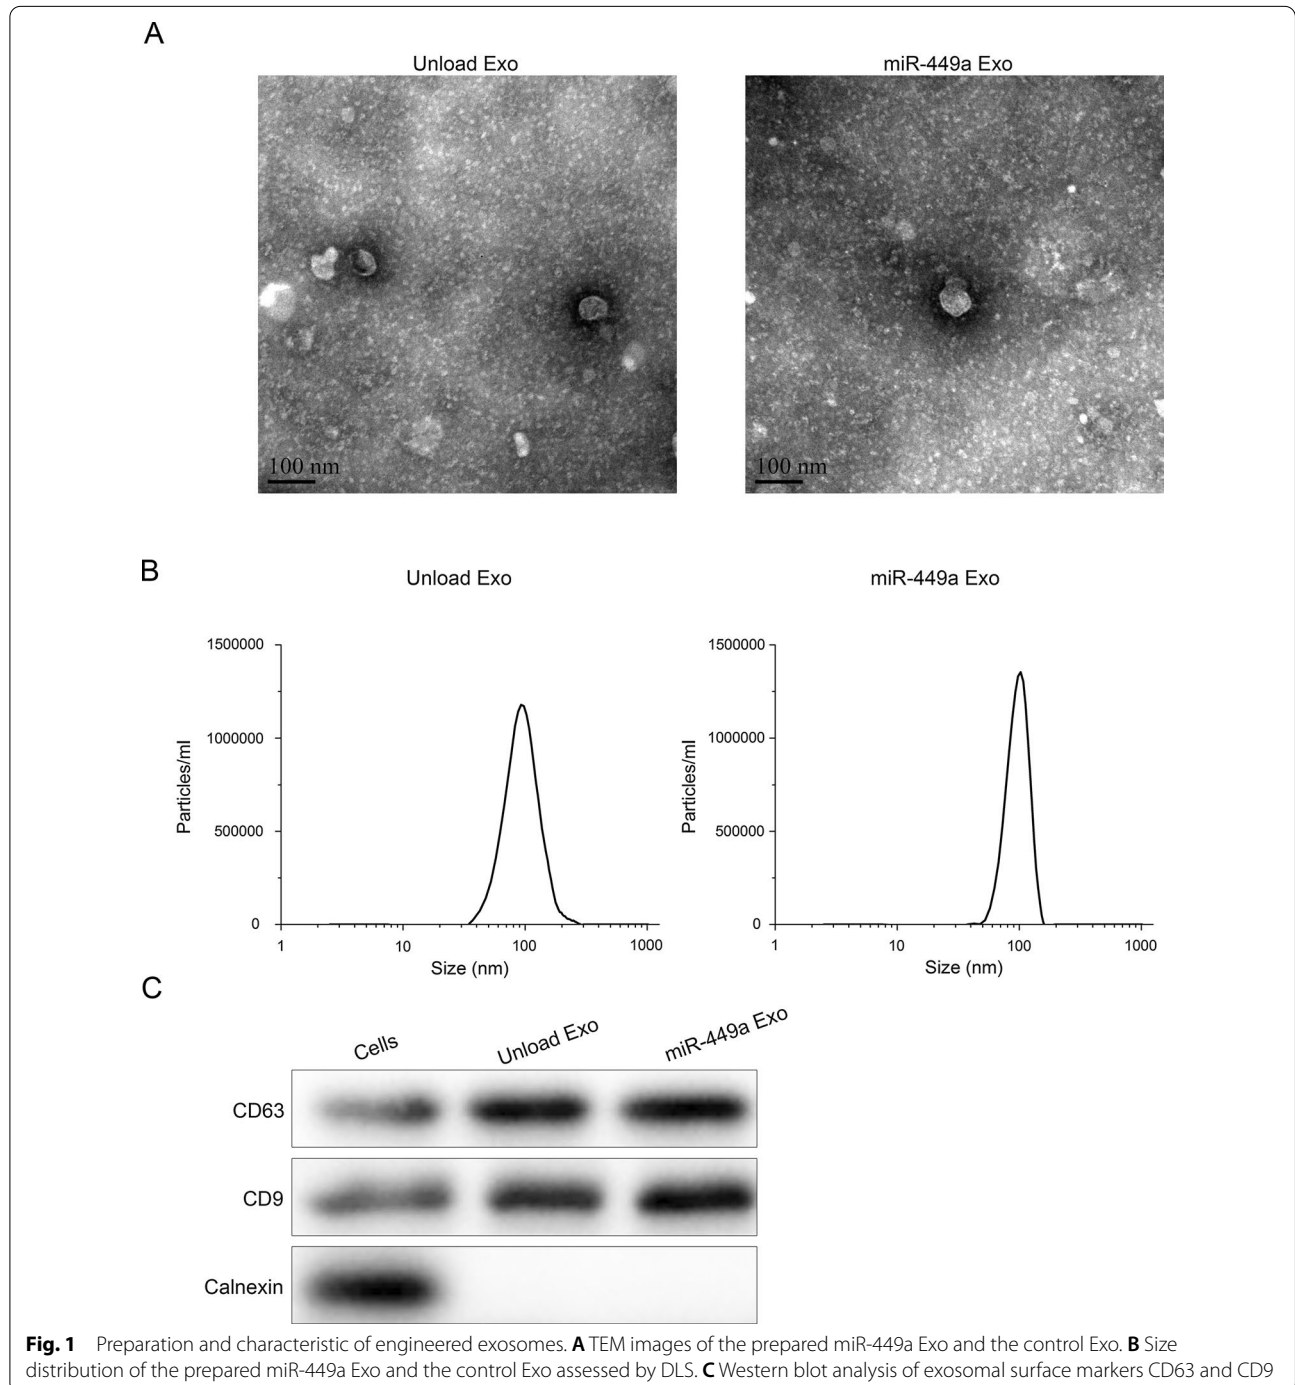 A
Unload Exo
miR-449a Exo
100 nm
100 nm
B
Unload Exo
miR-449a Exo
1500000
1000000
500000
0
Particles/ml
1
10
100
1000
Size (nm)
1500000
1000000
500000
0
Particles/ml
1
10
100
1000
Size (nm)
C
Cells
Unload Exo
miR-449a Exo
CD63
CD9
Calnexin
Fig. 1 Preparation and characteristic of engineered exosomes. A TEM images of the prepared miR-449a Exo and the control Exo. B Size
distribution of the prepared miR-449a Exo and the control Exo assessed by DLS. C Western blot analysis of exosomal surface markers CD63 and CD9